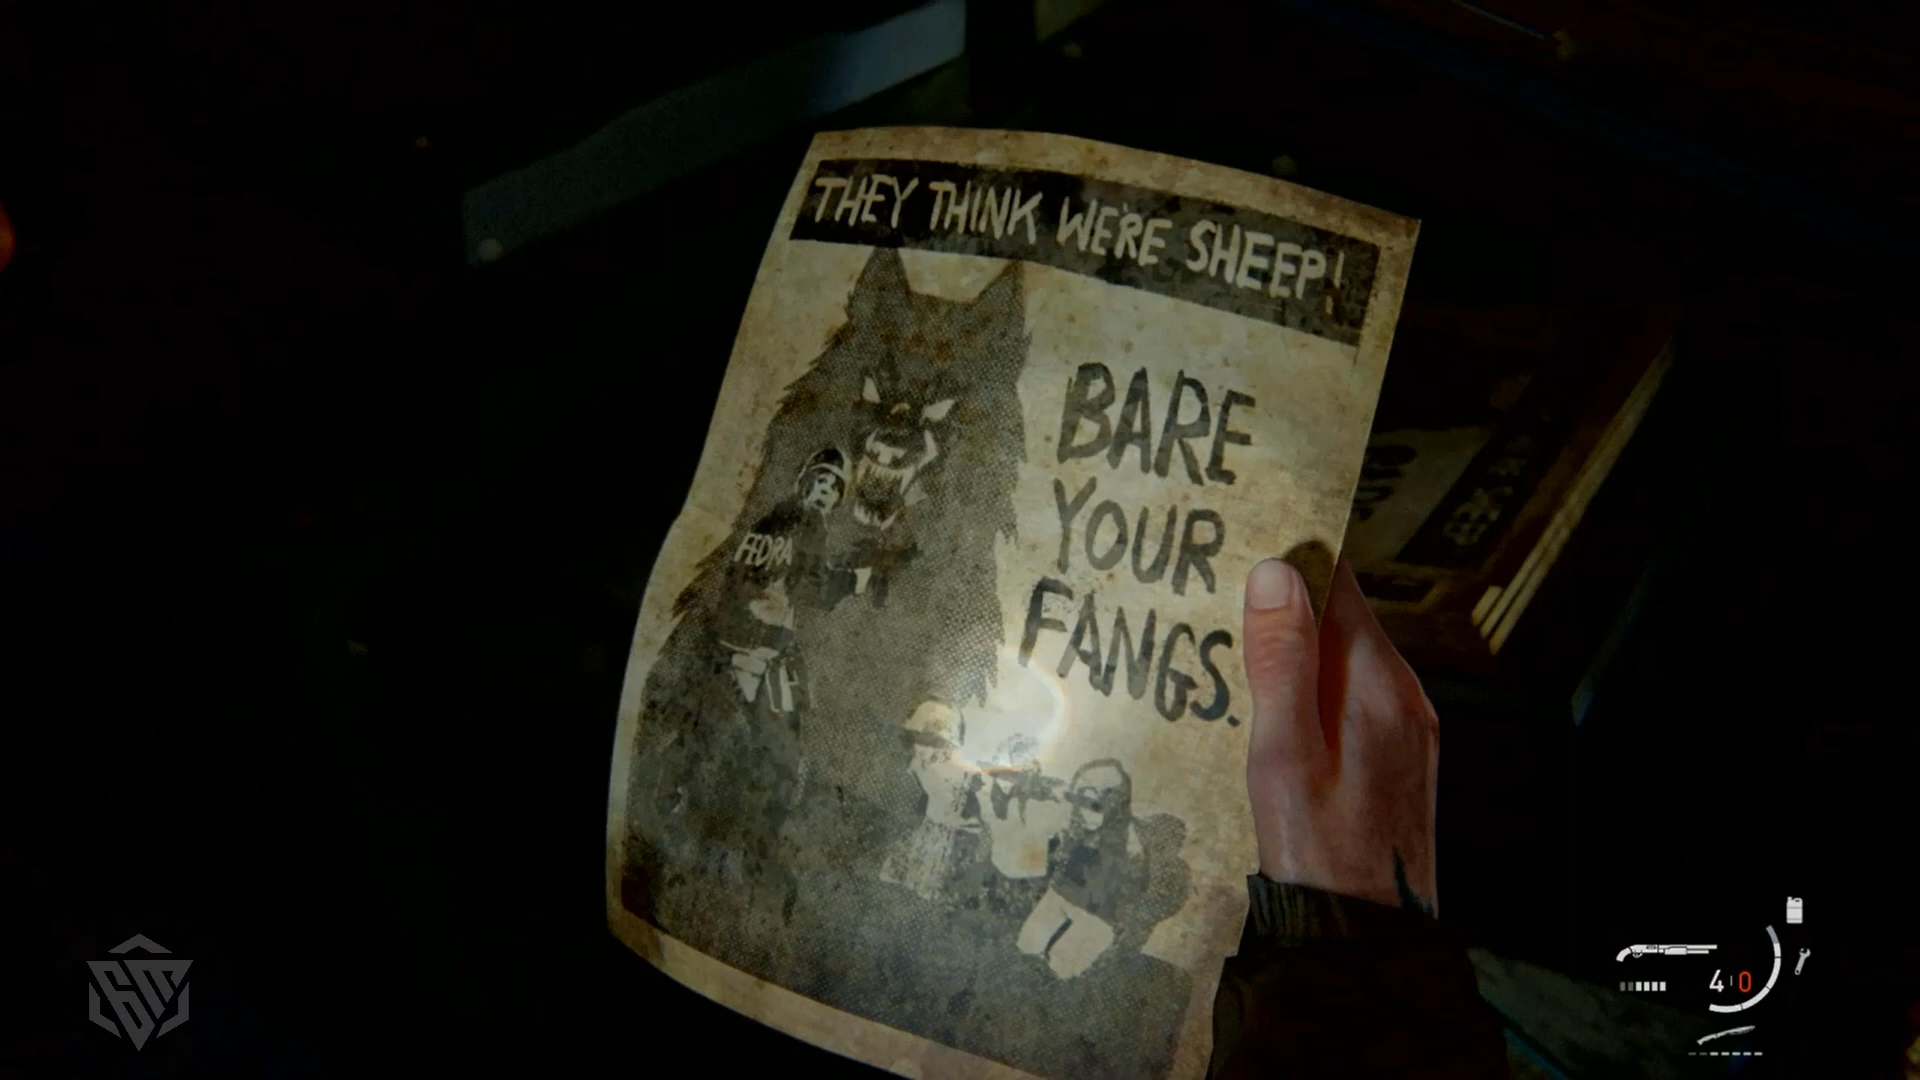 THEY THINK WE'RE SHEEP!
BARE
YOUR
FANGS.
FEDRA
4 0